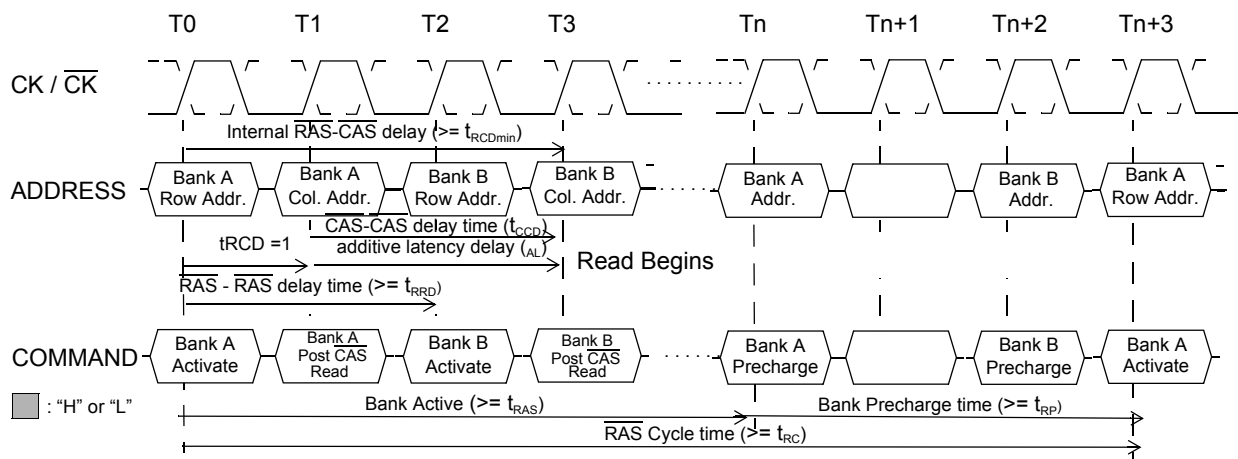 T0 T1 T2 T3 Tn Tn+1 Tn+2 Tn+3
CK / CK
Internal RAS-CAS delay (>= tRCDmin)
ADDRESS
Bank A
Row Addr.
Bank A
Col. Addr.
Bank B
Row Addr.
Bank B
Col. Addr.
Bank A
Addr.
Bank B
Addr.
Bank A
Row Addr.
CAS-CAS delay time (tCCD)
tRCD =1
additive latency delay (AL)
Read Begins
RAS - RAS delay time (>= tRRD)
COMMAND
Bank A
Activate
Bank A
Post CAS
Read
Bank B
Activate
Bank B
Post CAS
Read
Bank A
Precharge
Bank B
Precharge
Bank A
Activate
: “H” or “L”
Bank Active (>= tRAS)
Bank Precharge time (>= tRP)
RAS Cycle time (>= tRC)